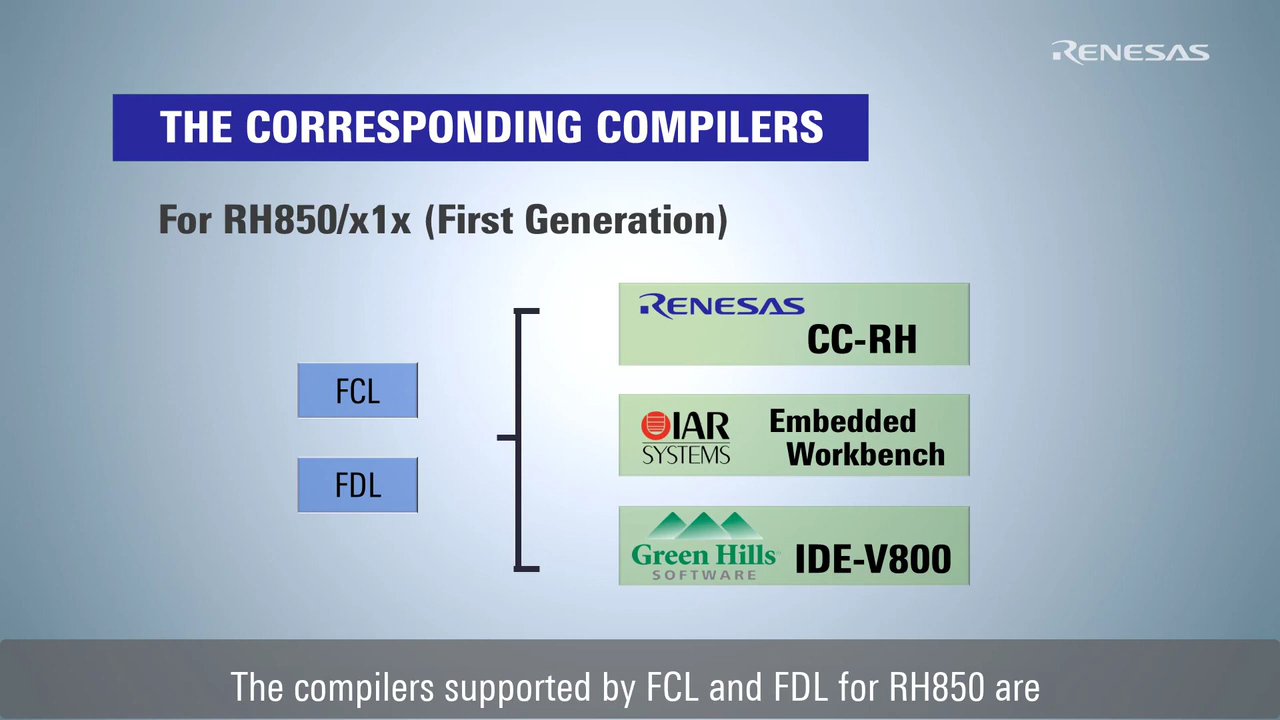 RENESAS
THE CORRESPONDING COMPILERS
For RH850/x1x (First Generation)
FCL
FDL
RENESAS
CC-RH
IAR
SYSTEMS
Embedded
Workbench
Green Hills
SOFTWARE
IDE-V800
The compilers supported by FCL and FDL for RH850 are